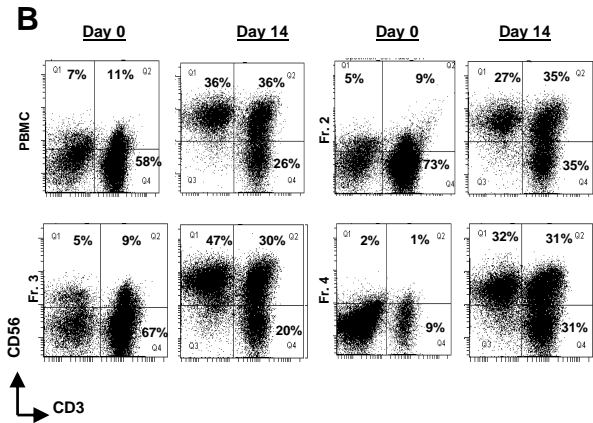 B
Day 0 Day 14 Day 0 Day 14
PBMC
Q1 7% 11% Q2
58%
Q4
36% 36% Q2
26%
Q3 Q4
Fr. 2
Q1 5% 9% Q2
73%
Q4
Q1 27% 35% Q2
35%
Q3 Q4
Fr. 3
Q1 5% 9% Q2
67%
Q4
Q1 47% 30% Q2
20%
Q3 Q4
Fr. 4
Q1 2% 1% Q2
9%
Q4
Q1 32% 31% Q2
31%
Q3 Q4
CD56
CD3